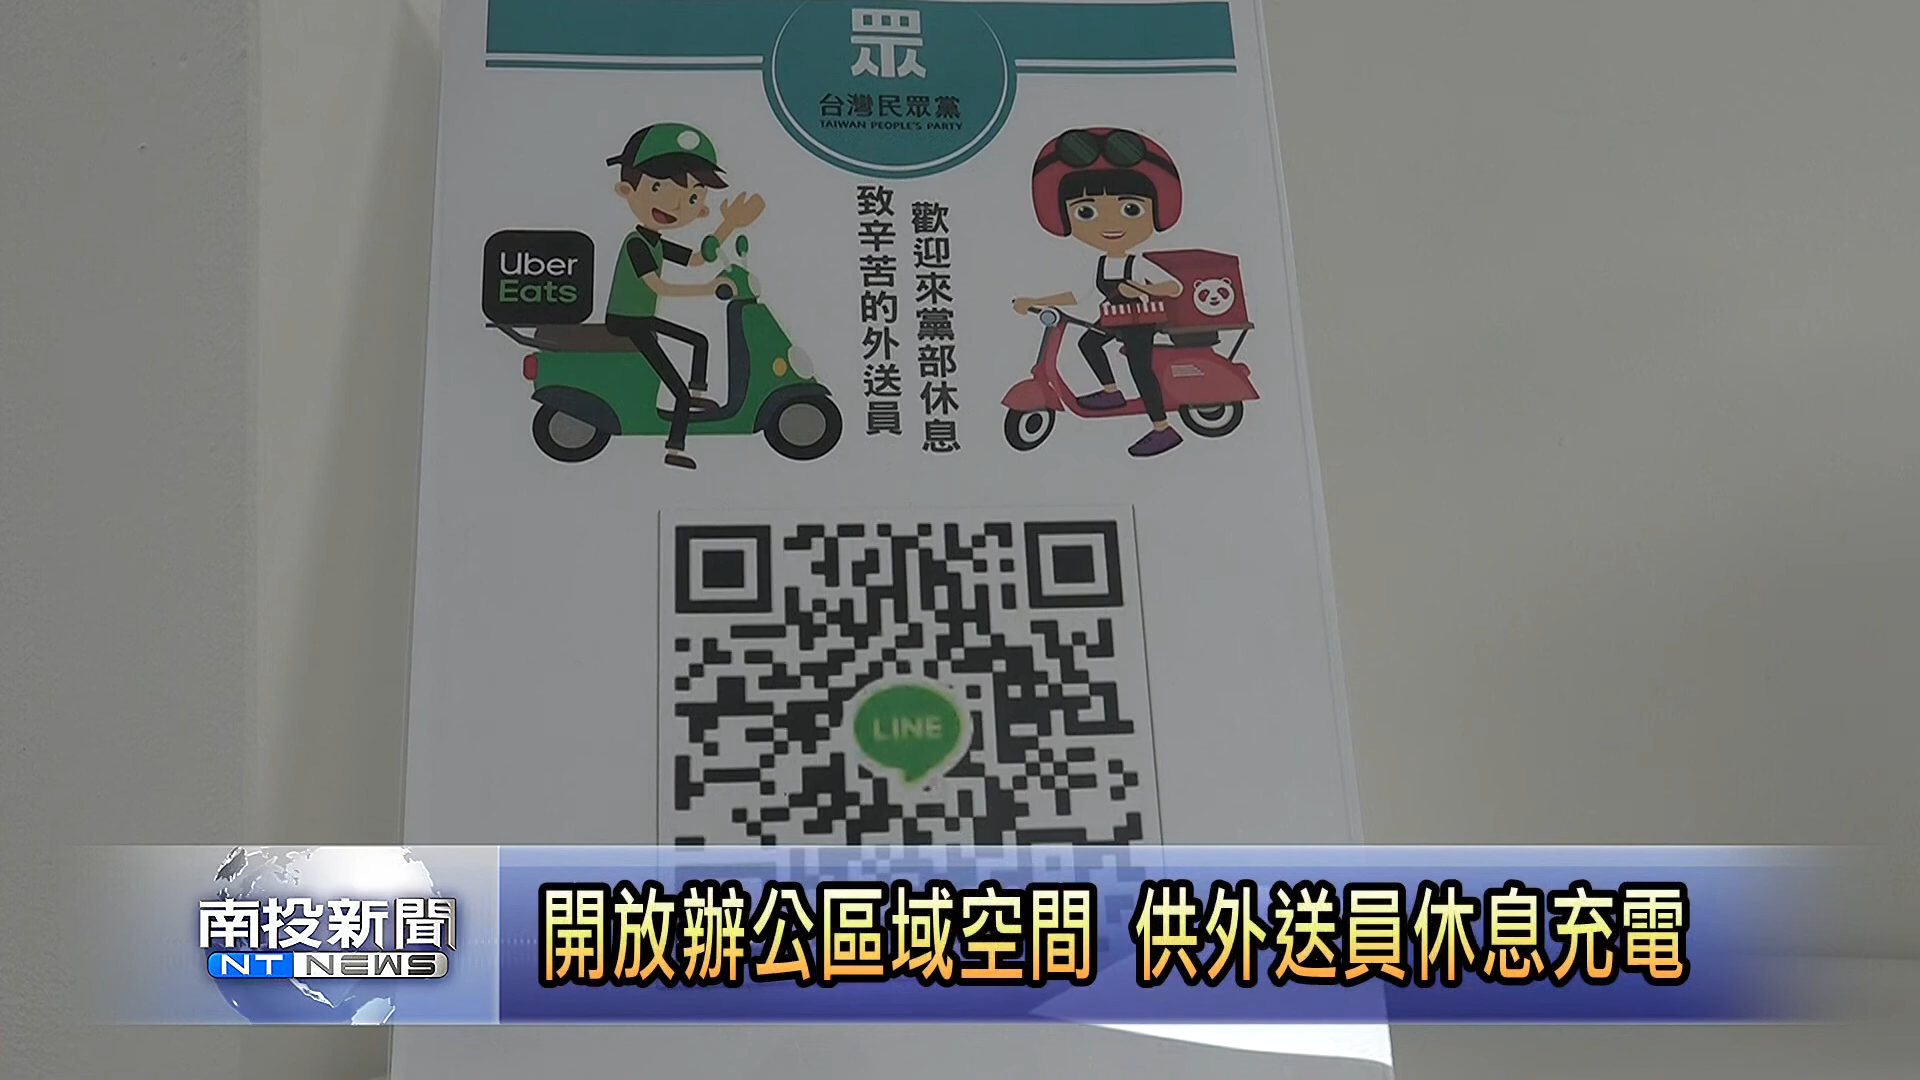 眾
台灣民眾黨
TAIWAN PEOPLE'S PARTY
致辛苦的外送員
歡迎來黨部休息
Uber
Eats
LINE
南投新聞
NT NEWS
開放辦公區域空間 供外送員休息充電